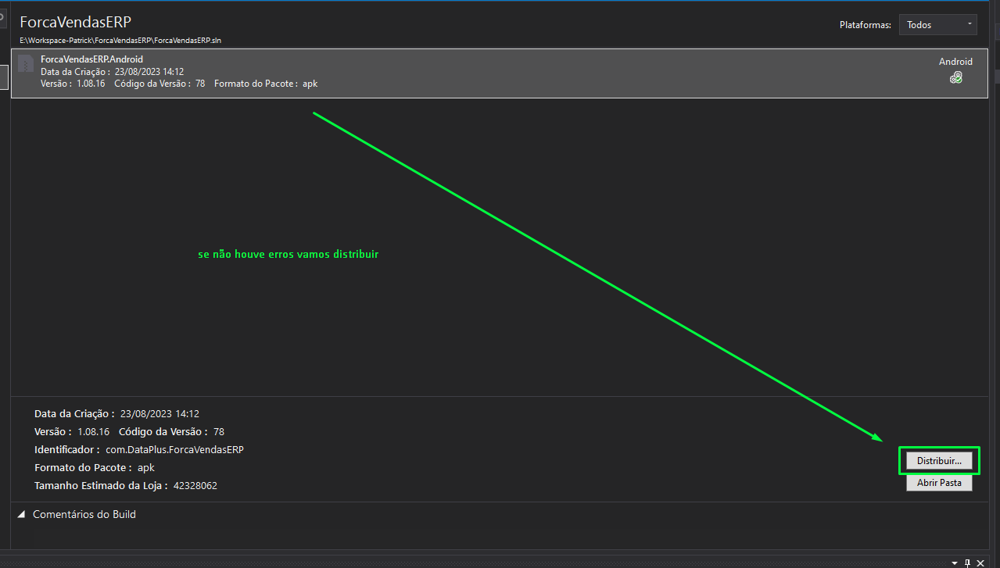 ForcaVendasERP
Plataformas: Todos
E:\Workspace-Patrick\ForcaVendasERP\ForcaVendasERP.sln
ForcaVendasERP.Android
Android
Data da Criação : 23/08/2023 14:12
Versão : 1.08.16 Código da Versão : 78 Formato do Pacote : apk
se não houve erros vamos distribuir
Data da Criação : 23/08/2023 14:12
Versão : 1.08.16 Código da Versão : 78
Identificador : com.DataPlus.ForcaVendasERP
Formato do Pacote : apk
Tamanho Estimado da Loja : 42328062
Distribuir...
Abrir Pasta
Comentários do Build